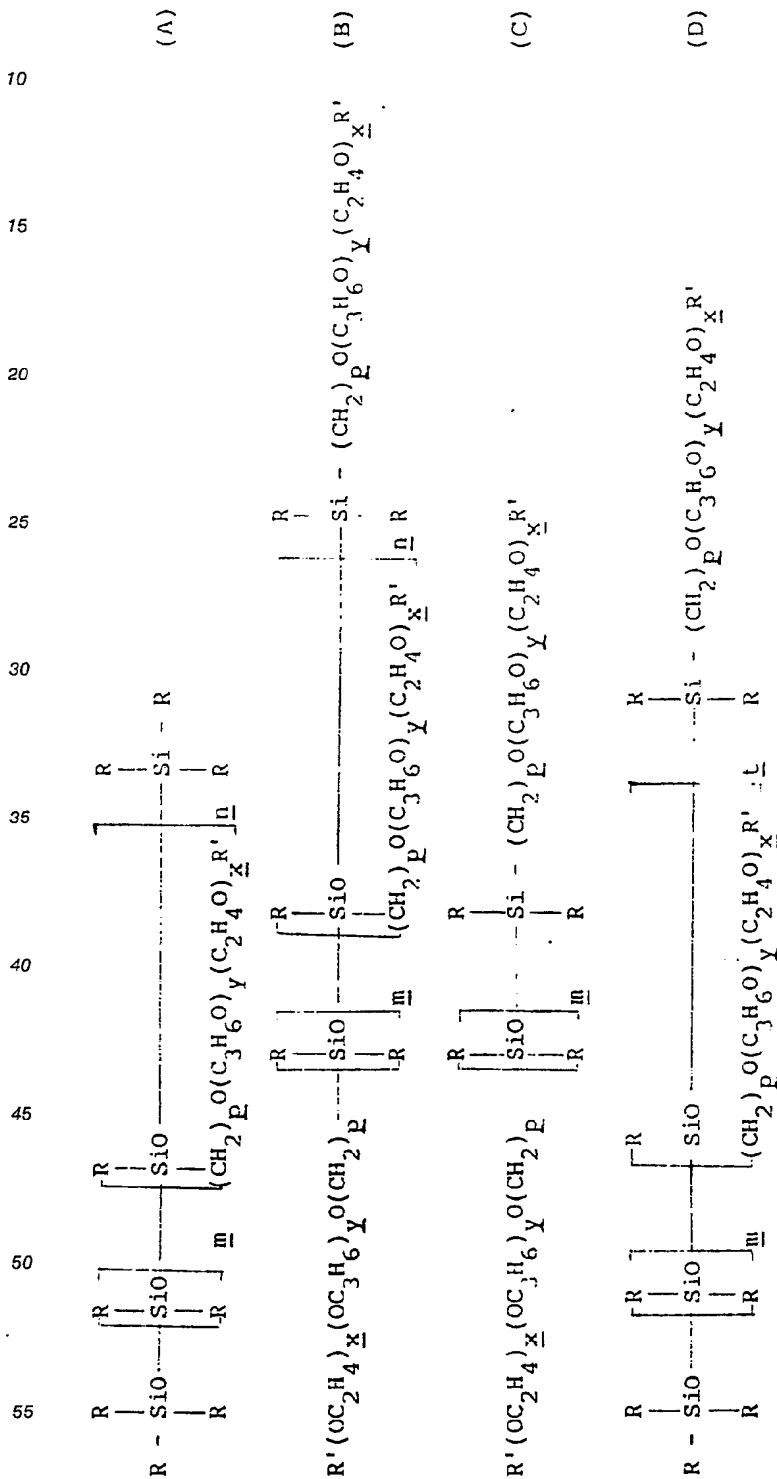 10
15
20
25
30
35
40
45
50
55
R R R R
R - SiO SiO SiO Si - R (A)
R R m (CH₂)pO(C₃H₆O)y(C₂H₄O)xR' n R
R R R
R'(OC₂H₄)x(OC₃H₆)yO(CH₂)p SiO SiO Si - (CH₂)pO(C₃H₆O)y(C₂H₄O)xR' (B)
R m (CH₂)pO(C₃H₆O)y(C₂H₄O)xR' n R
R R
R'(OC₂H₄)x(OC₃H₆)yO(CH₂)p SiO Si - (CH₂)pO(C₃H₆O)y(C₂H₄O)xR' (C)
R m R
R R R R
R - SiO SiO SiO Si - (CH₂)pO(C₃H₆O)y(C₂H₄O)xR' (D)
R R m (CH₂)pO(C₃H₆O)y(C₂H₄O)xR' t R